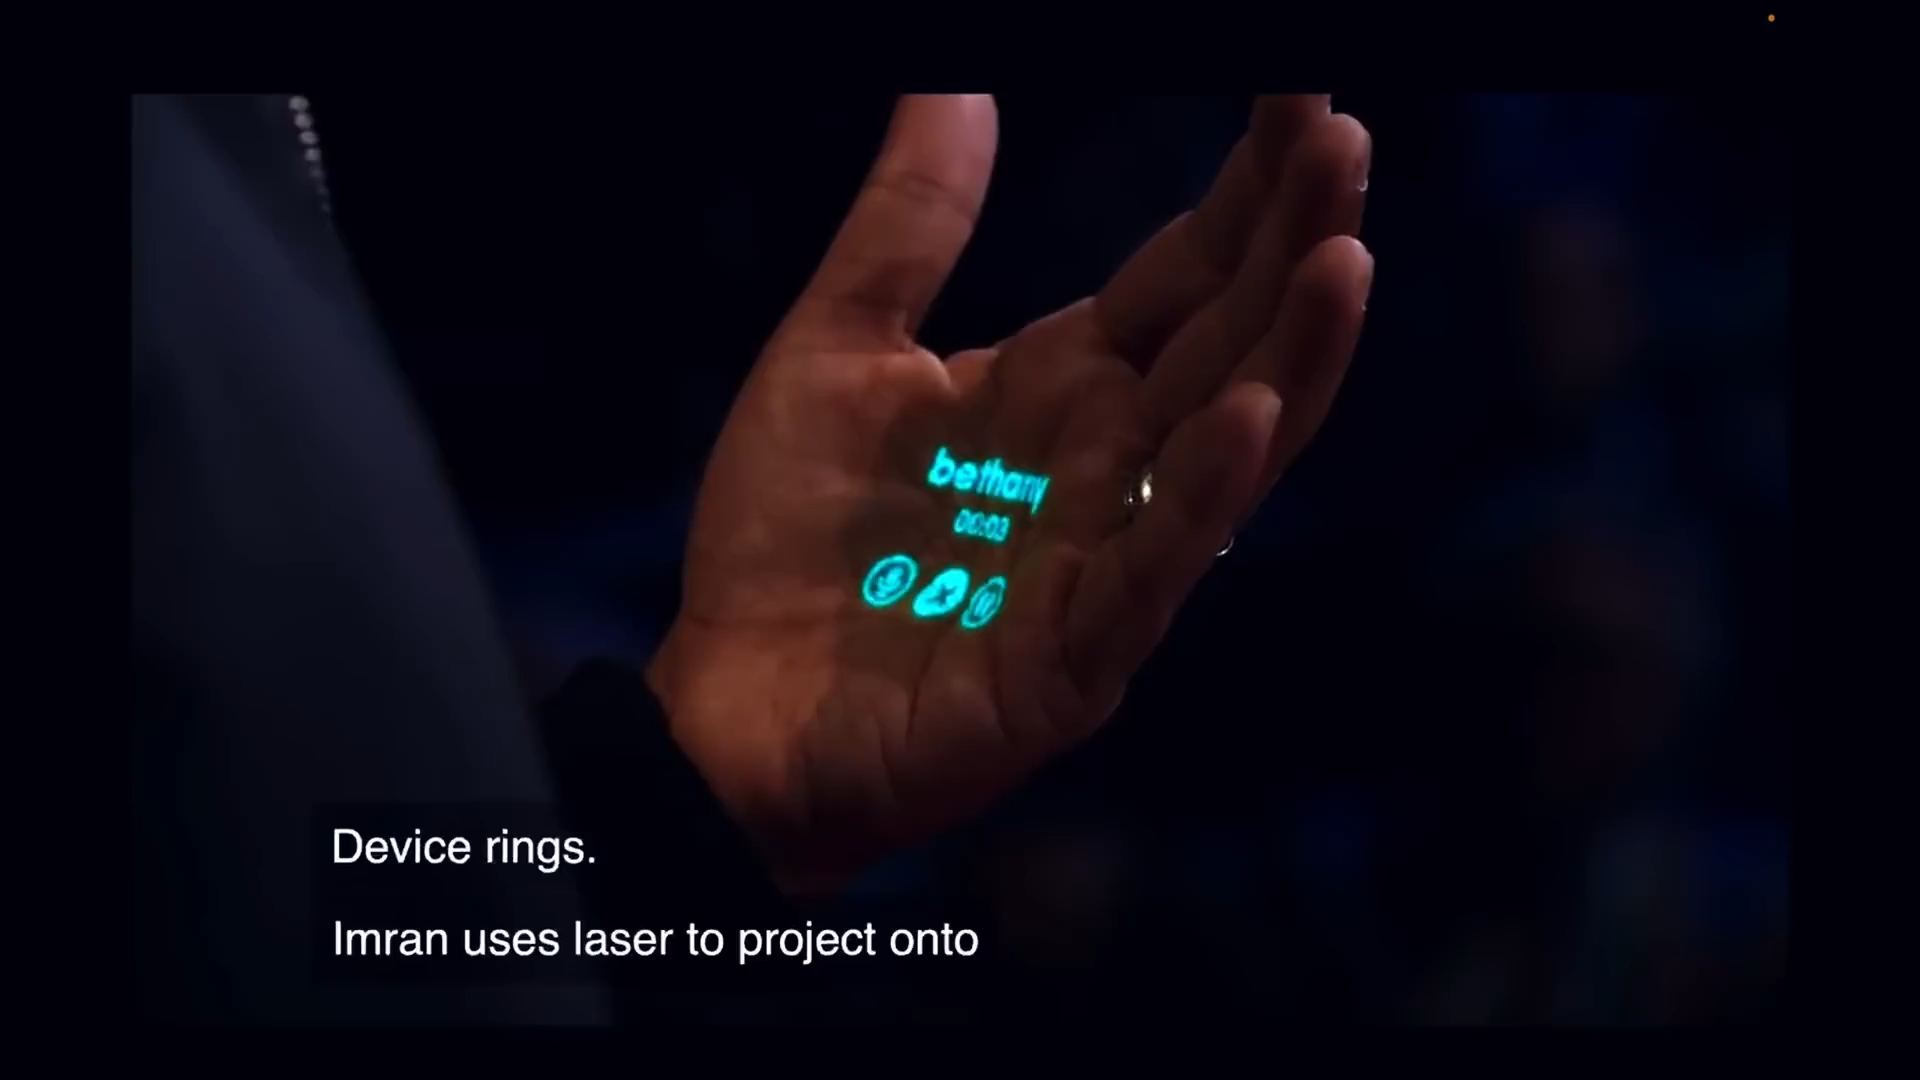 bethany
00:03
Device rings.
Imran uses laser to project onto